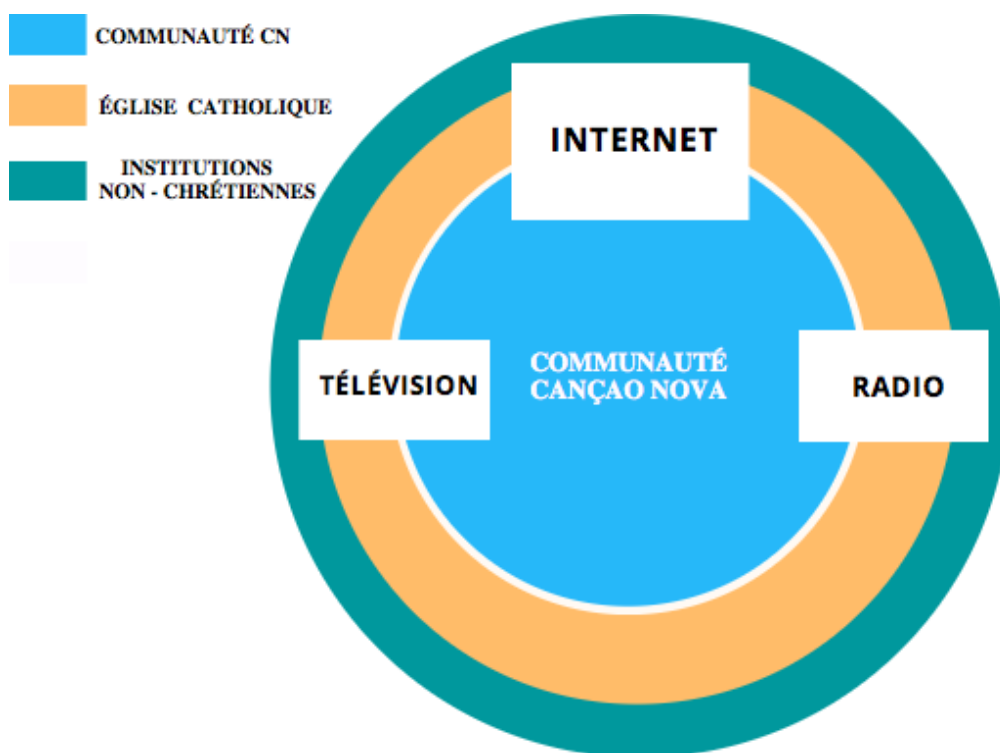 COMMUNAUTÉ CN
ÉGLISE CATHOLIQUE
INSTITUTIONS
NON - CHRÉTIENNES
INTERNET
TÉLÉVISION
COMMUNAUTÉ
CANÇAO NOVA
RADIO